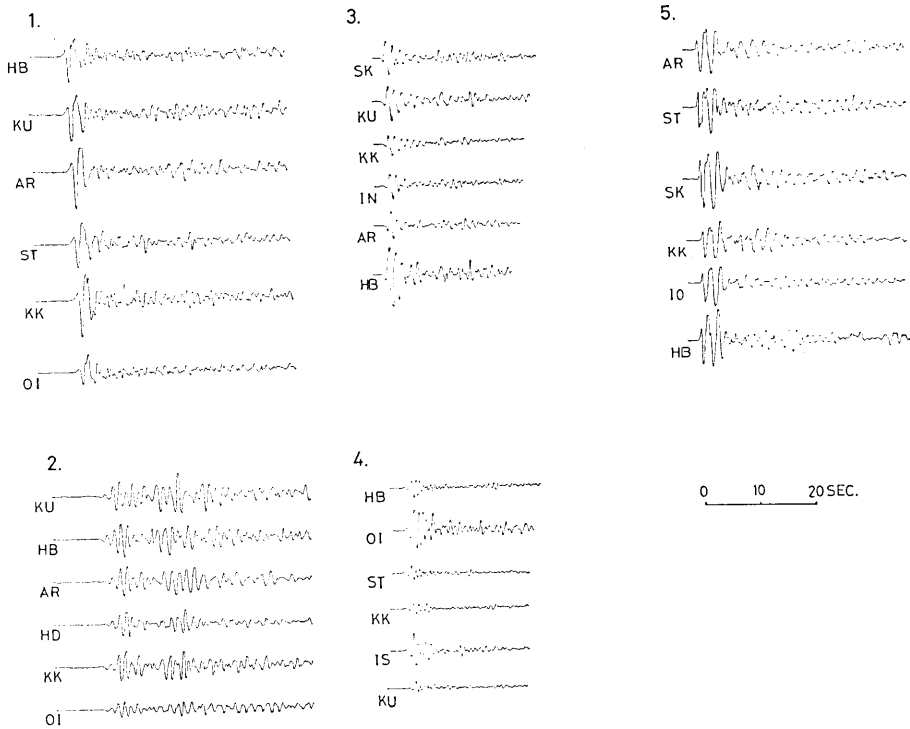 1.
HB
KU
AR
ST
KK
OI
2.
KU
HB
AR
HD
KK
OI
3.
SK
KU
KK
IN
AR
HB
4.
HB
OI
ST
KK
IS
KU
5.
AR
ST
SK
KK
IO
HB
0 10 20 SEC.